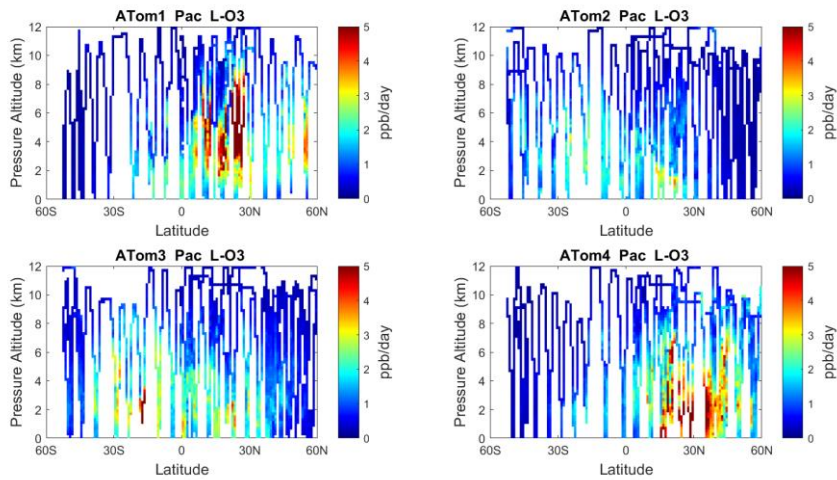 ATom1 Pac L-O3
12
10
8
6
4
2
0
Pressure Altitude (km)
60S 30S 0 30N 60N
Latitude
5
4
3
2
1
0
ppb/day
ATom2 Pac L-O3
12
10
8
6
4
2
0
Pressure Altitude (km)
60S 30S 0 30N 60N
Latitude
5
4
3
2
1
0
ppb/day
ATom3 Pac L-O3
12
10
8
6
4
2
0
Pressure Altitude (km)
60S 30S 0 30N 60N
Latitude
5
4
3
2
1
0
ppb/day
ATom4 Pac L-O3
12
10
8
6
4
2
0
Pressure Altitude (km)
60S 30S 0 30N 60N
Latitude
5
4
3
2
1
0
ppb/day